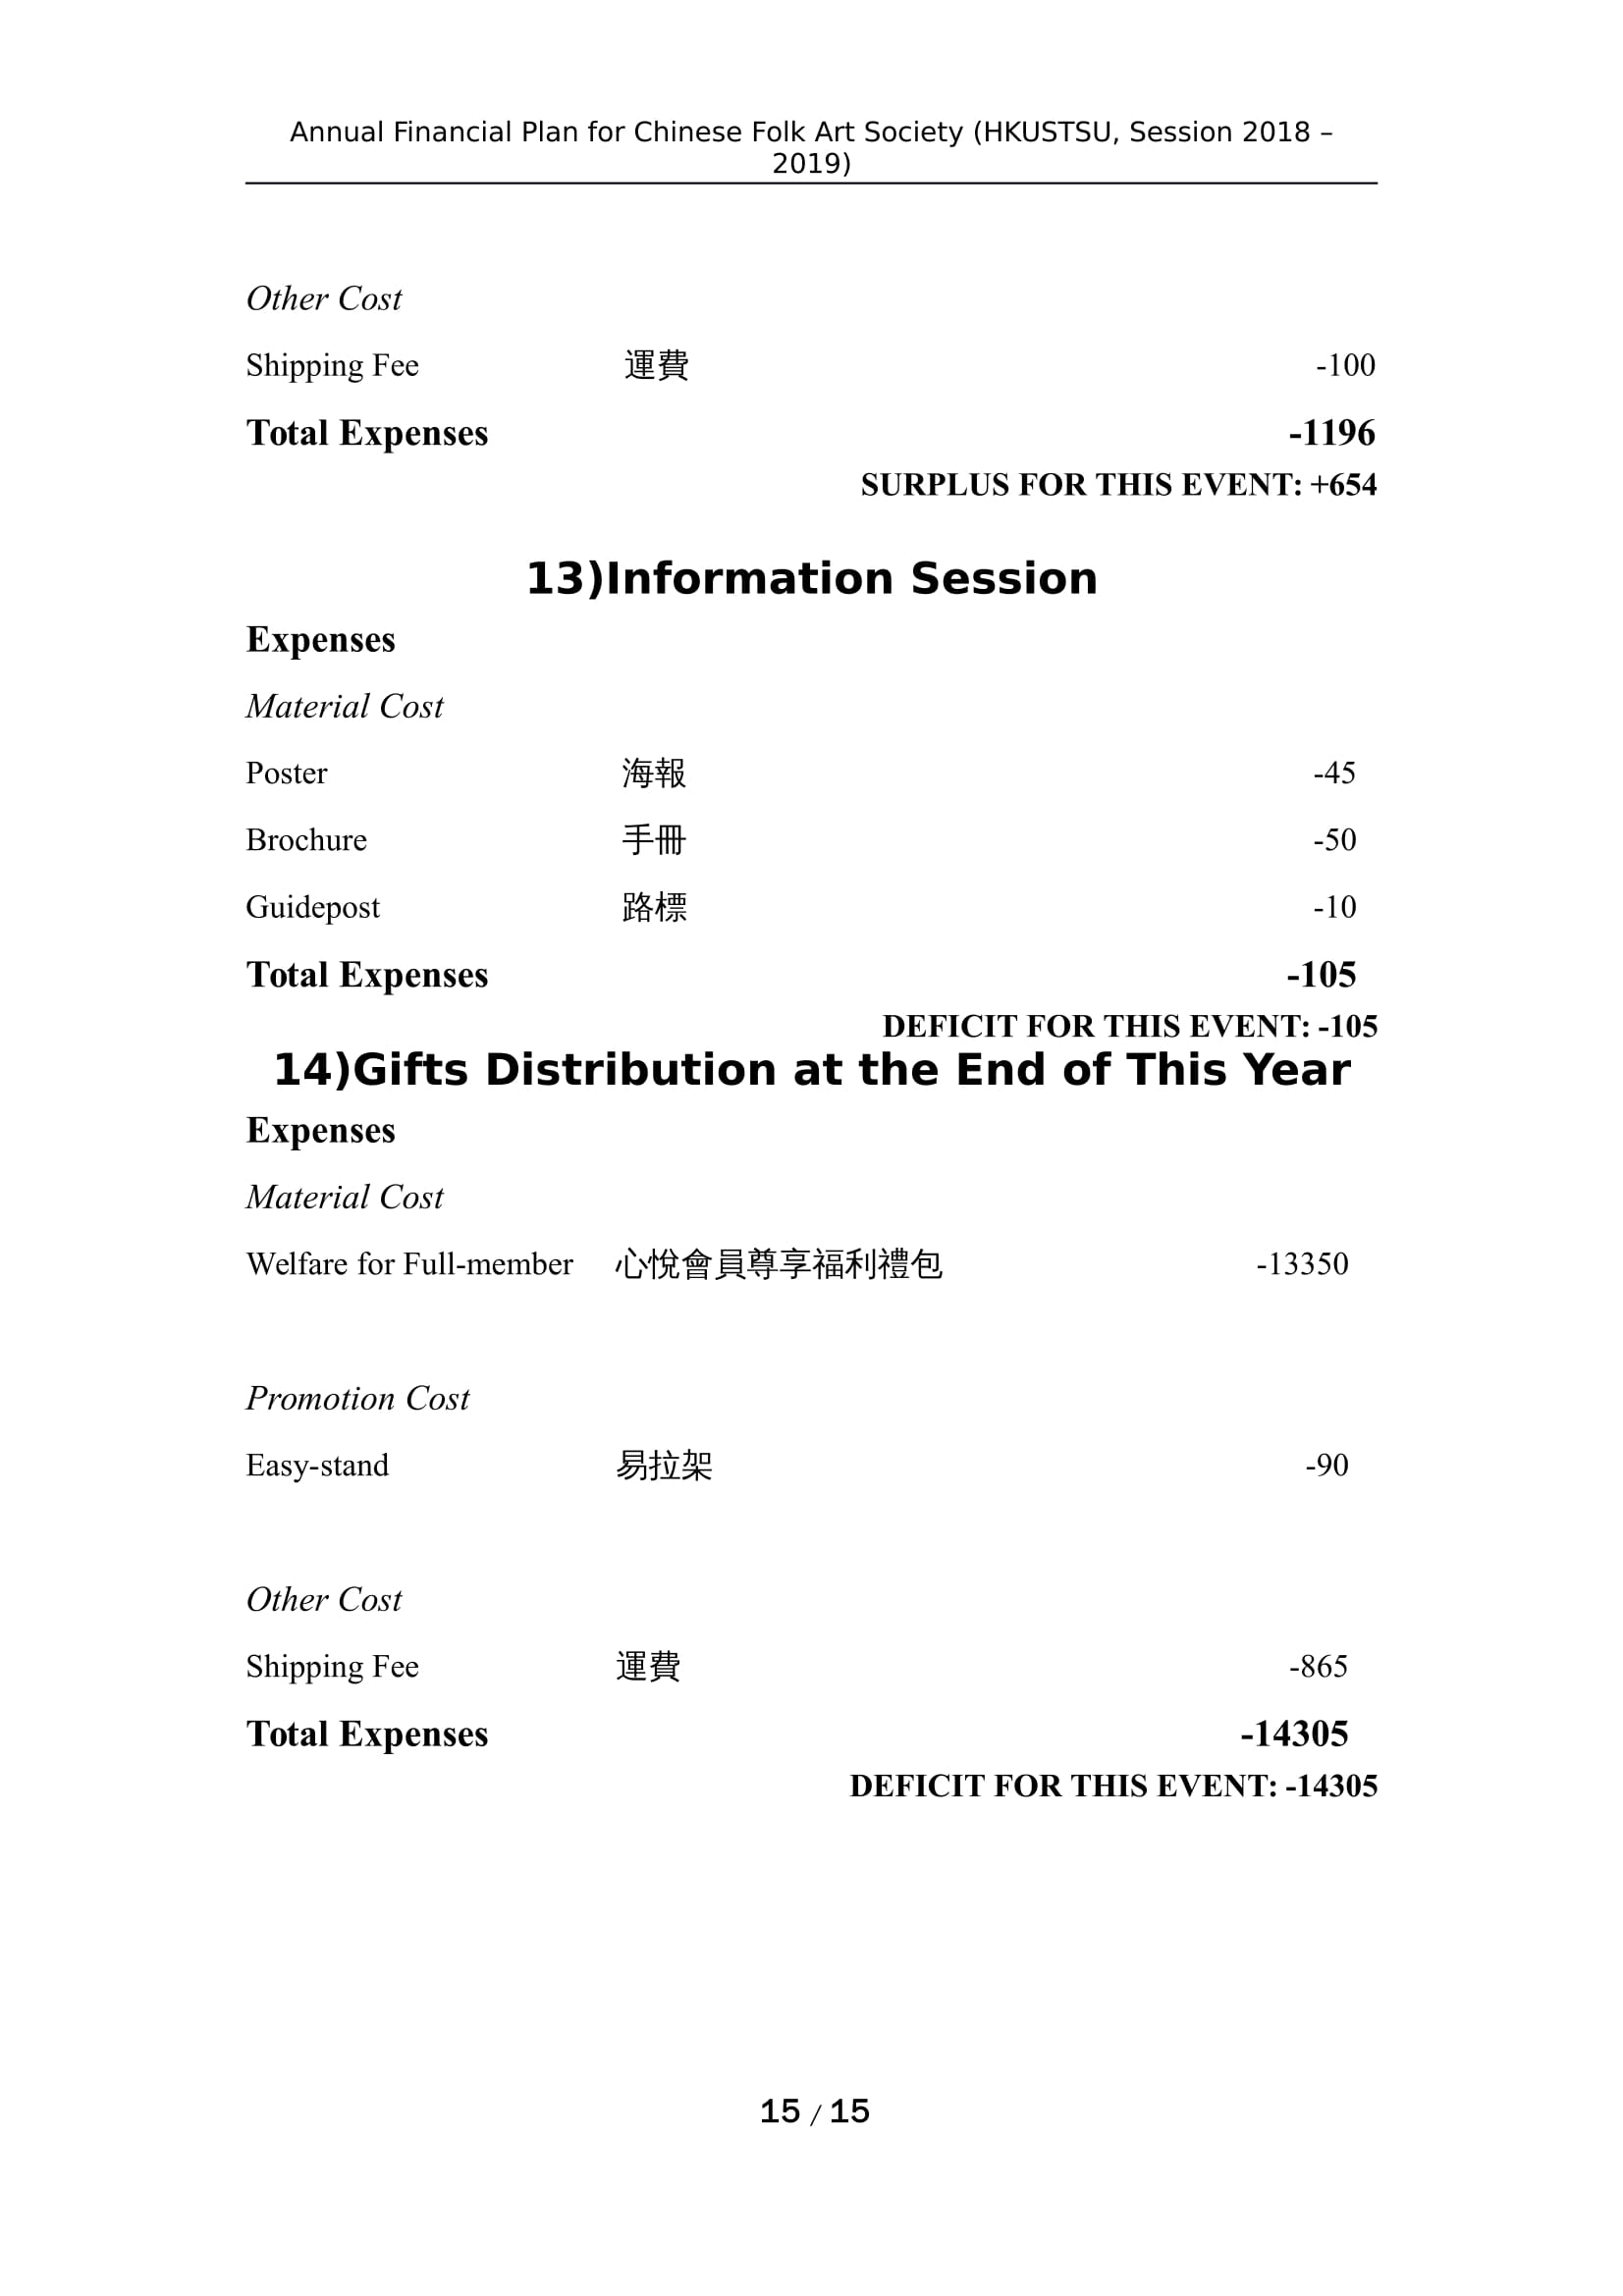 Annual Financial Plan for Chinese Folk Art Society (HKUSTSU, Session 2018 –
2019)
Other Cost
Shipping Fee 運費 -100
Total Expenses -1196
SURPLUS FOR THIS EVENT: +654
13)Information Session
Expenses
Material Cost
Poster 海報 -45
Brochure 手冊 -50
Guidepost 路標 -10
Total Expenses -105
DEFICIT FOR THIS EVENT: -105
14)Gifts Distribution at the End of This Year
Expenses
Material Cost
Welfare for Full-member 心悅會員尊享福利禮包 -13350
Promotion Cost
Easy-stand 易拉架 -90
Other Cost
Shipping Fee 運費 -865
Total Expenses -14305
DEFICIT FOR THIS EVENT: -14305
15 / 15